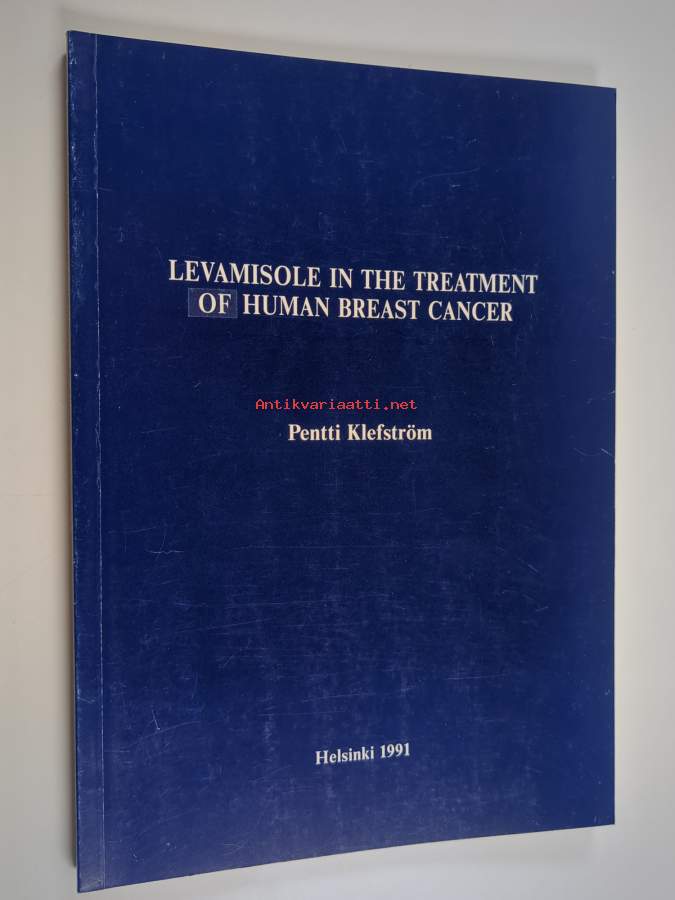 LEVAMISOLE IN THE TREATMENT
OF HUMAN BREAST CANCER
Antikvariaatti.net
Pentti Klefström
Helsinki 1991